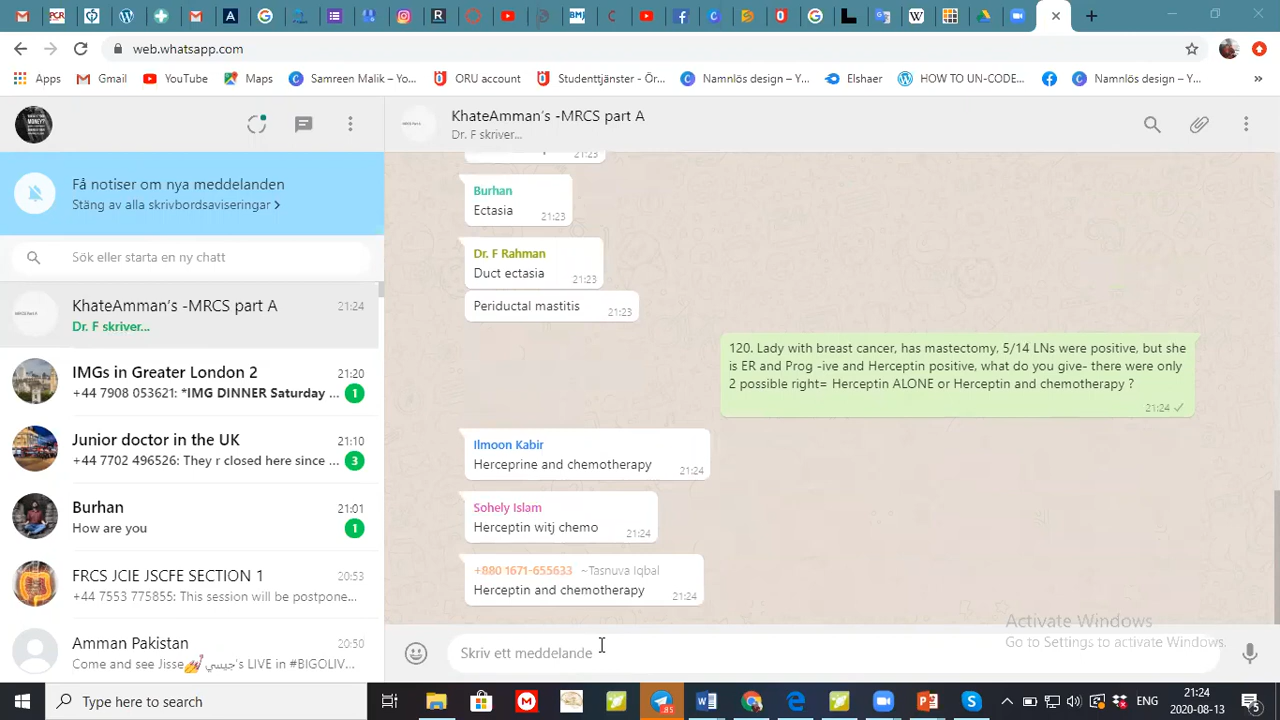 web.whatsapp.com
Apps
Gmail
YouTube
Maps
Samreen Malik – Yo...
ORU account
Studenttjänster - Ör...
Namnlös design – Y...
Elshaer
HOW TO UN-CODE...
Namnlös design – Y...
KhateAmman's -MRCS part A
Dr. F skriver...
Få notiser om nya meddelanden
Stäng av alla skrivbordsaviseringar
Sök eller starta en ny chatt
KhateAmman's -MRCS part A 21:24
Dr. F skriver...
IMGs in Greater London 2 21:20
+44 7908 053621: *IMG DINNER Saturday ... 1
Junior doctor in the UK 21:10
+44 7702 496526: They r closed here since ... 3
Burhan 21:01
How are you 1
FRCS JCIE JSCFE SECTION 1 20:53
+44 7553 775855: This session will be postpone...
Amman Pakistan 20:50
Come and see Jisse جيسي's LIVE in #BIGOLIV...
21:23
Burhan
Ectasia 21:23
Dr. F Rahman
Duct ectasia 21:23
Periductal mastitis 21:23
120. Lady with breast cancer, has mastectomy, 5/14 LNs were positive, but she
is ER and Prog -ive and Herceptin positive, what do you give- there were only
2 possible right= Herceptin ALONE or Herceptin and chemotherapy ?
21:24
Ilmoon Kabir
Herceprine and chemotherapy 21:24
Sohely Islam
Herceptin witj chemo 21:24
+880 1671-655633 ~Tasnuva Iqbal
Herceptin and chemotherapy 21:24
Activate Windows
Go to Settings to activate Windows.
Skriv ett meddelande
Type here to search
85
ENG
21:24
2020-08-13
5